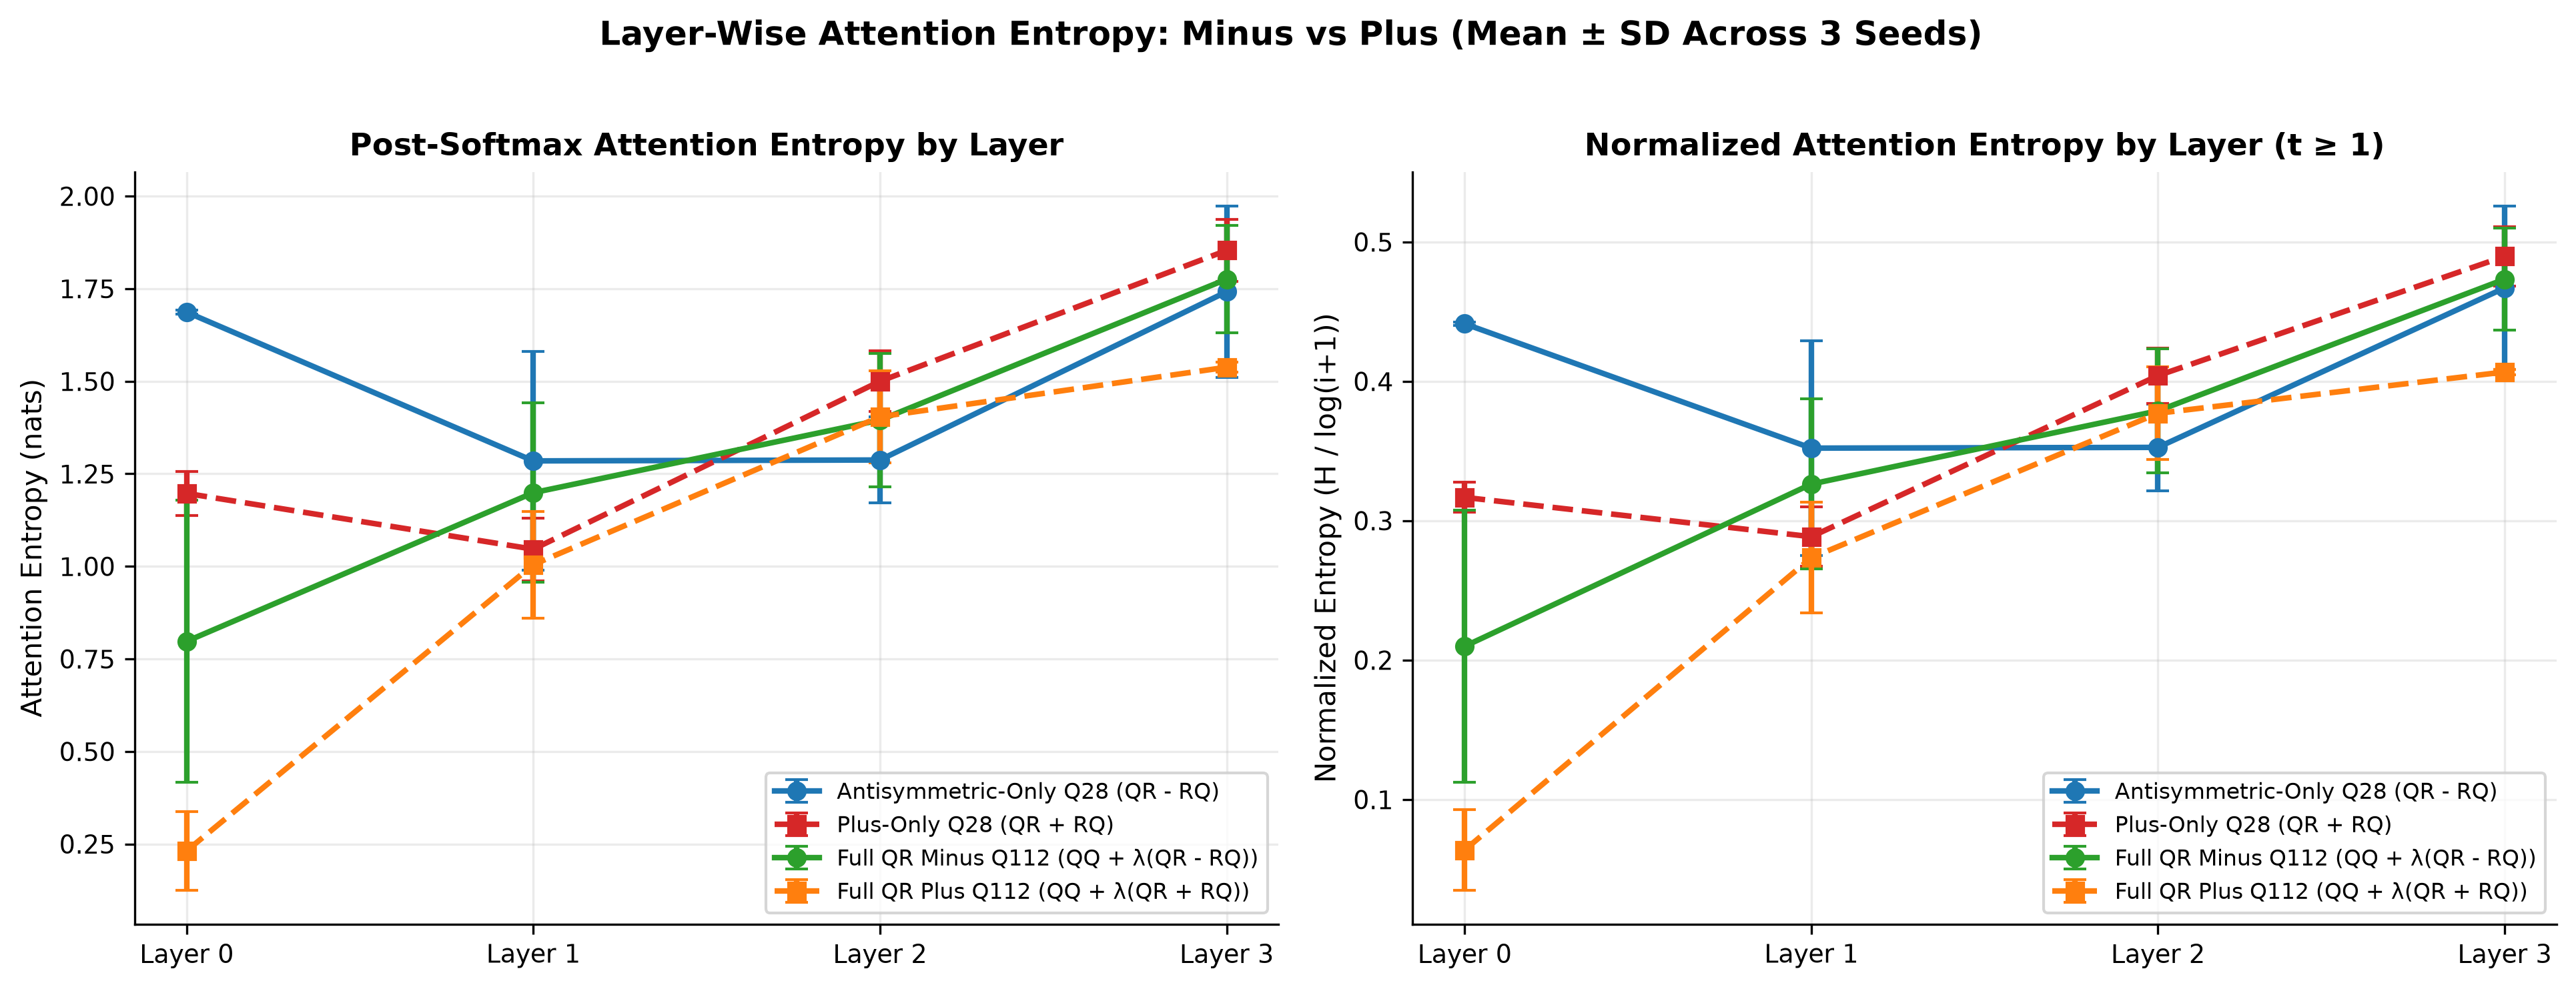 Layer-Wise Attention Entropy: Minus vs Plus (Mean ± SD Across 3 Seeds)
Post-Softmax Attention Entropy by Layer
Attention Entropy (nats)
2.00
1.75
1.50
1.25
1.00
0.75
0.50
0.25
Layer 0
Layer 1
Layer 2
Layer 3
Antisymmetric-Only Q28 (QR - RQ)
Plus-Only Q28 (QR + RQ)
Full QR Minus Q112 (QQ + λ(QR - RQ))
Full QR Plus Q112 (QQ + λ(QR + RQ))
Normalized Attention Entropy by Layer (t ≥ 1)
Normalized Entropy (H / log(i+1))
0.5
0.4
0.3
0.2
0.1
Layer 0
Layer 1
Layer 2
Layer 3
Antisymmetric-Only Q28 (QR - RQ)
Plus-Only Q28 (QR + RQ)
Full QR Minus Q112 (QQ + λ(QR - RQ))
Full QR Plus Q112 (QQ + λ(QR + RQ))